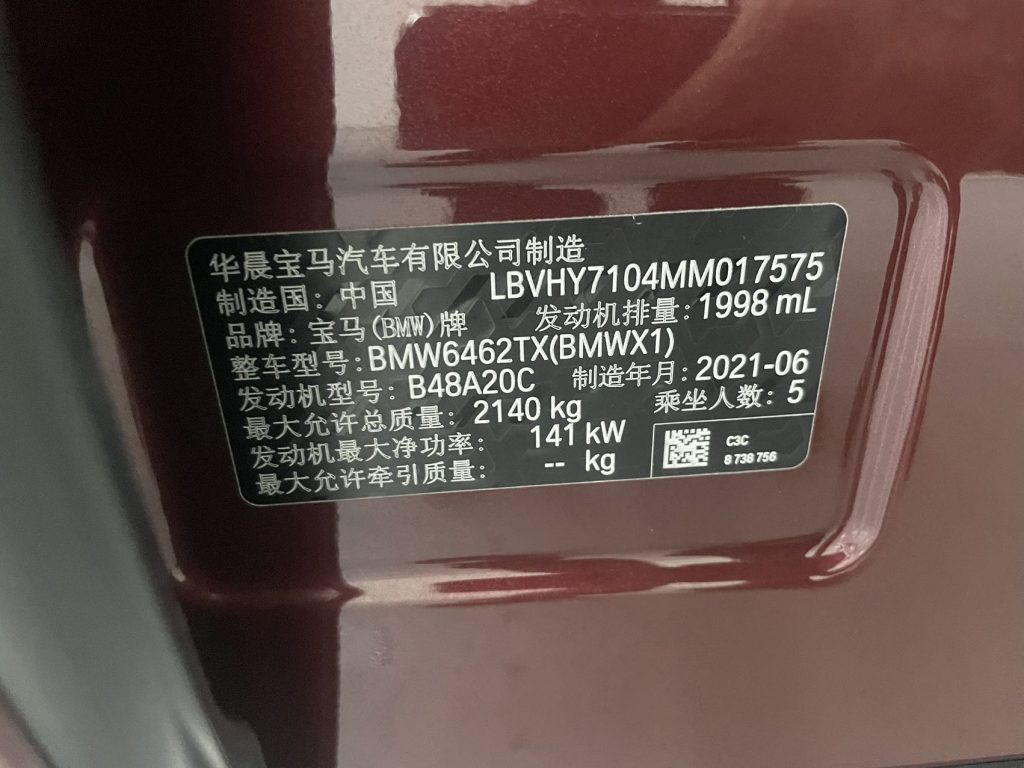 华晨宝马汽车有限公司制造
制造国：中国 LBVHY7104MM017575
品牌：宝马(BMW)牌 发动机排量：1998 mL
整车型号：BMW6462TX(BMWX1)
发动机型号：B48A20C 制造年月：2021-06
最大允许总质量：2140 kg 乘坐人数：5
发动机最大净功率：141 kW
最大允许牵引质量：-- kg
C3C
8 738 756